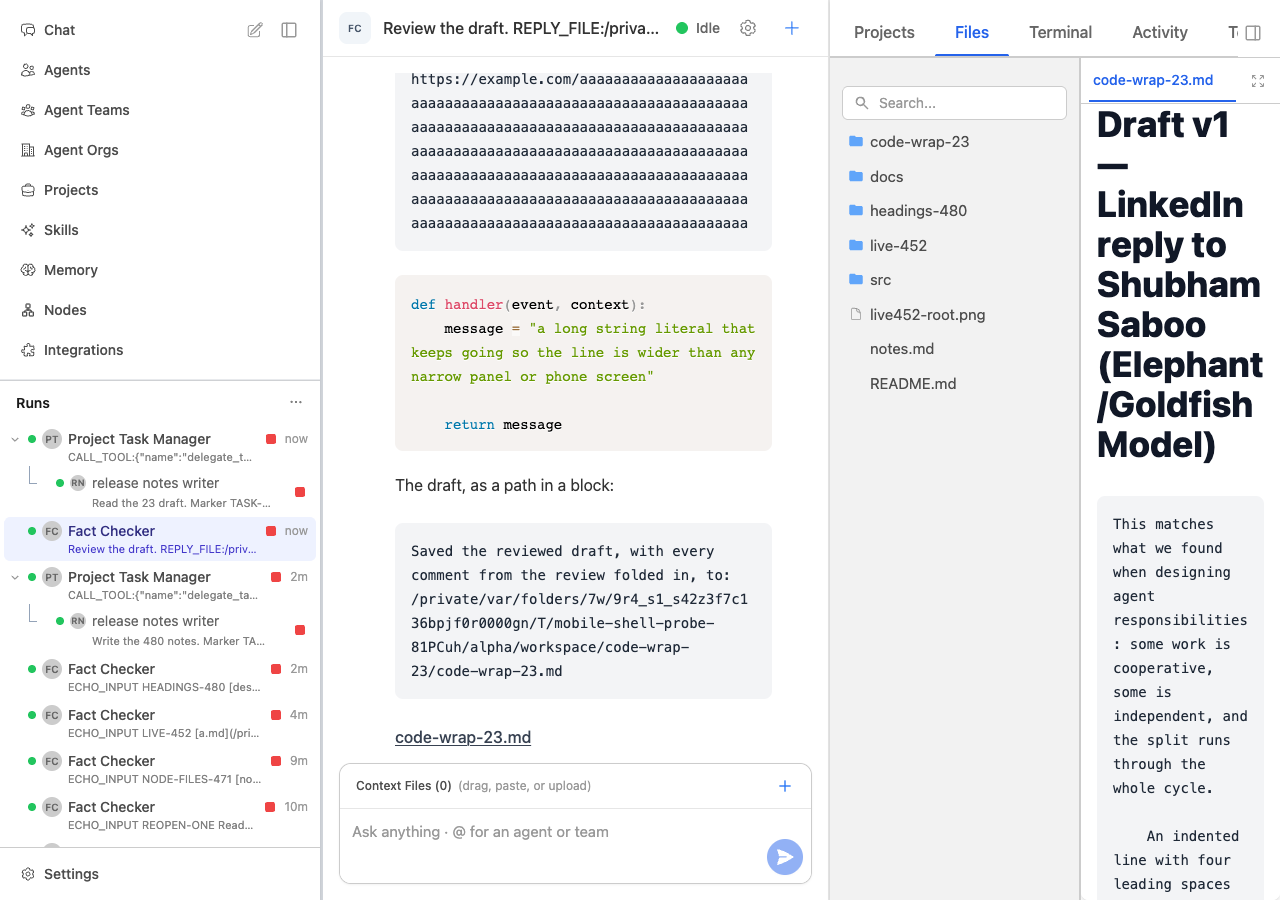 Chat
Agents
Agent Teams
Agent Orgs
Projects
Skills
Memory
Nodes
Integrations
Runs
PT Project Task Manager now
CALL_TOOL:{"name":"delegate_t...
RN release notes writer
Read the 23 draft. Marker TASK-...
FC Fact Checker now
Review the draft. REPLY_FILE:/priv...
PT Project Task Manager 2m
CALL_TOOL:{"name":"delegate_ta...
RN release notes writer
Write the 480 notes. Marker TA...
FC Fact Checker 2m
ECHO_INPUT HEADINGS-480 [des...
FC Fact Checker 4m
ECHO_INPUT LIVE-452 [a.md](/pri...
FC Fact Checker 9m
ECHO_INPUT NODE-FILES-471 [no...
FC Fact Checker 10m
ECHO_INPUT REOPEN-ONE Read...
Settings
FC Review the draft. REPLY_FILE:/priva... Idle
https://example.com/aaaaaaaaaaaaaaaaaaaa
aaaaaaaaaaaaaaaaaaaaaaaaaaaaaaaaaaaaaaaa
aaaaaaaaaaaaaaaaaaaaaaaaaaaaaaaaaaaaaaaa
aaaaaaaaaaaaaaaaaaaaaaaaaaaaaaaaaaaaaaaa
aaaaaaaaaaaaaaaaaaaaaaaaaaaaaaaaaaaaaaaa
aaaaaaaaaaaaaaaaaaaaaaaaaaaaaaaaaaaaaaaa
aaaaaaaaaaaaaaaaaaaaaaaaaaaaaaaaaaaaaaaa
def handler(event, context):
    message = "a long string literal that
keeps going so the line is wider than any
narrow panel or phone screen"
    return message
The draft, as a path in a block:
Saved the reviewed draft, with every
comment from the review folded in, to:
/private/var/folders/7w/9r4_s1_s42z3f7c1
36bpjf0r0000gn/T/mobile-shell-probe-
81PCuh/alpha/workspace/code-wrap-
23/code-wrap-23.md
code-wrap-23.md
Context Files (0) (drag, paste, or upload)
Ask anything · @ for an agent or team
Projects Files Terminal Activity
Search...
code-wrap-23
docs
headings-480
live-452
src
live452-root.png
notes.md
README.md
code-wrap-23.md
Draft v1
—
LinkedIn
reply to
Shubham
Saboo
(Elephant
/Goldfish
Model)
This matches
what we found
when designing
agent
responsibilities
: some work is
cooperative,
some is
independent, and
the split runs
through the
whole cycle.
    An indented
line with four
leading spaces